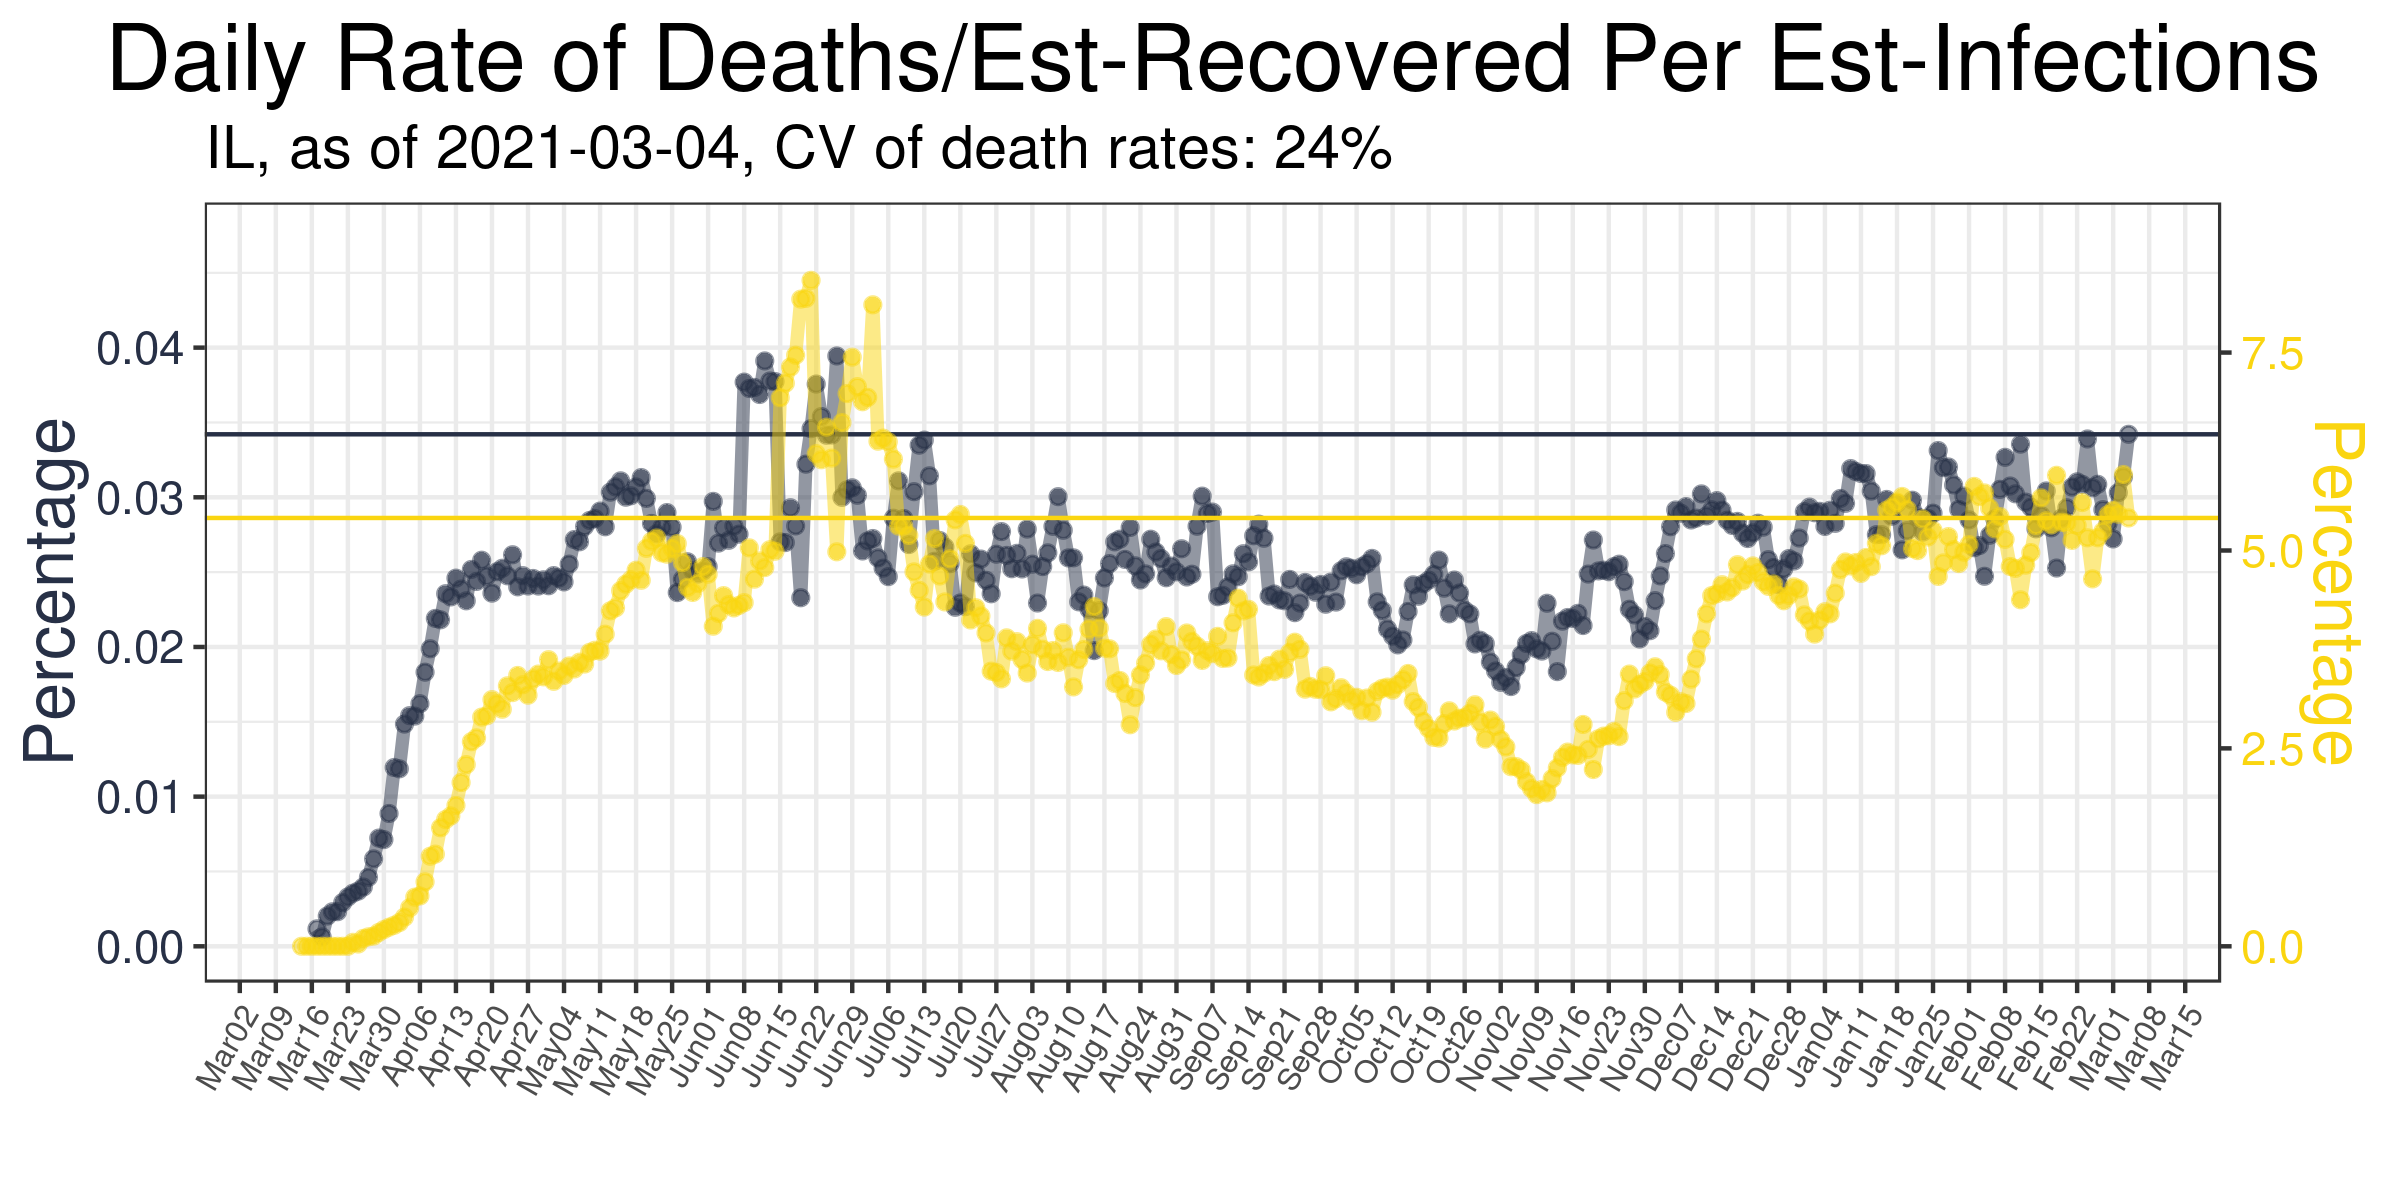 Daily Rate of Deaths/Est-Recovered Per Est-Infections
IL, as of 2021-03-04, CV of death rates: 24%
Percentage
0.04
0.03
0.02
0.01
0.00
7.5
5.0
2.5
0.0
Percentage
Mar02
Mar09
Mar16
Mar23
Mar30
Apr06
Apr13
Apr20
Apr27
May04
May11
May18
May25
Jun01
Jun08
Jun15
Jun22
Jun29
Jul06
Jul13
Jul20
Jul27
Aug03
Aug10
Aug17
Aug24
Aug31
Sep07
Sep14
Sep21
Sep28
Oct05
Oct12
Oct19
Oct26
Nov02
Nov09
Nov16
Nov23
Nov30
Dec07
Dec14
Dec21
Dec28
Jan04
Jan11
Jan18
Jan25
Feb01
Feb08
Feb15
Feb22
Mar01
Mar08
Mar15